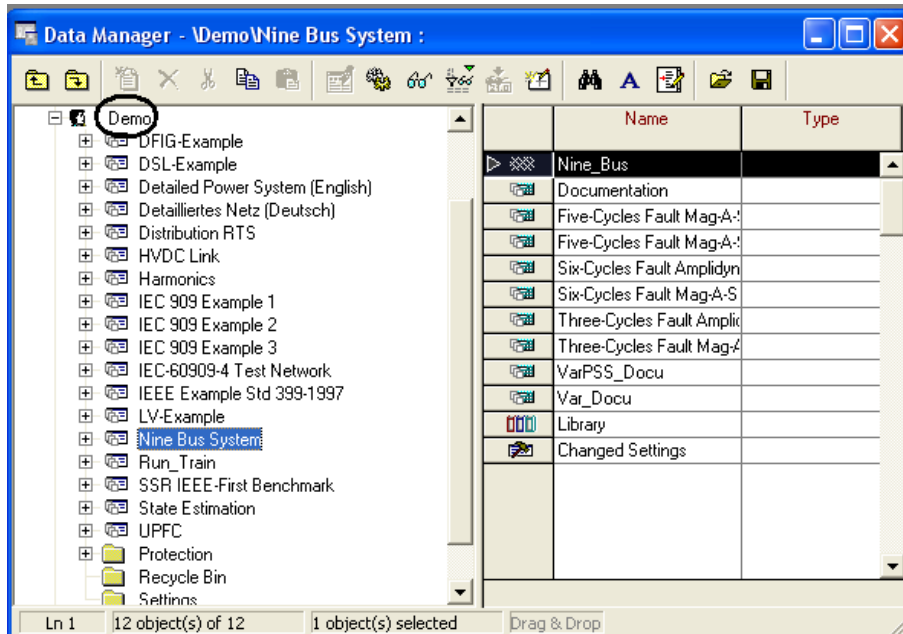 Data Manager - \Demo\Nine Bus System :
Demo
DFIG-Example
DSL-Example
Detailed Power System (English)
Detailliertes Netz (Deutsch)
Distribution RTS
HVDC Link
Harmonics
IEC 909 Example 1
IEC 909 Example 2
IEC 909 Example 3
IEC-60909-4 Test Network
IEEE Example Std 399-1997
LV-Example
Nine Bus System
Run_Train
SSR IEEE-First Benchmark
State Estimation
UPFC
Protection
Recycle Bin
Settings
Name Type
Nine_Bus
Documentation
Five-Cycles Fault Mag-A-
Five-Cycles Fault Mag-A-
Six-Cycles Fault Amplidyn
Six-Cycles Fault Mag-A-S
Three-Cycles Fault Amplid
Three-Cycles Fault Mag-A
VarPSS_Docu
Var_Docu
Library
Changed Settings
Ln 1 12 object(s) of 12 1 object(s) selected Drag & Drop